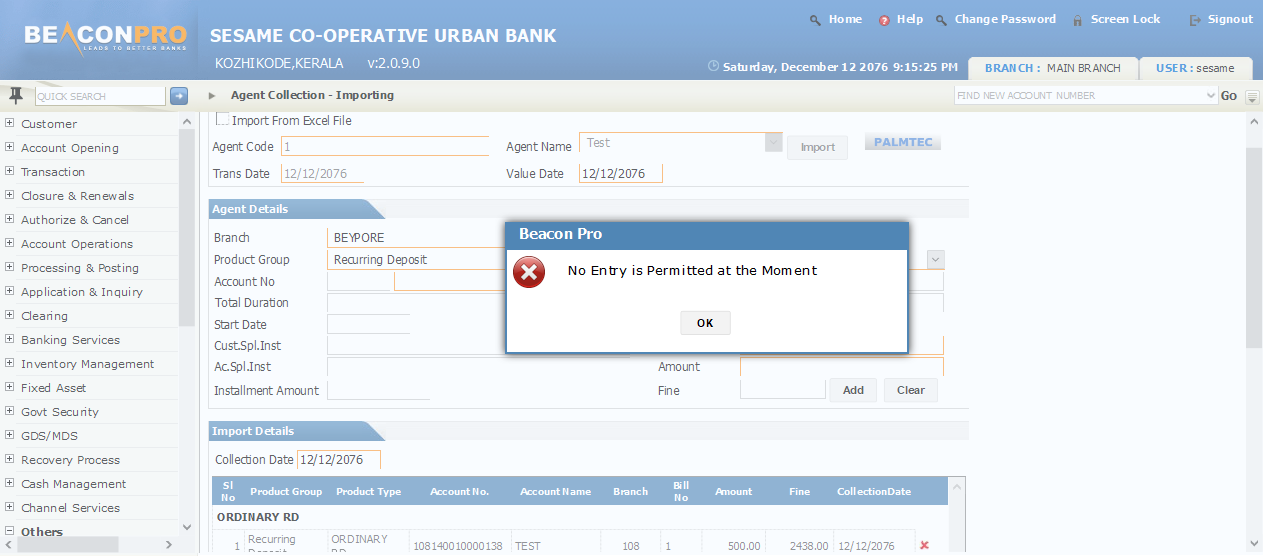 BEACONPRO
LEADS TO BETTER BANKS
SESAME CO-OPERATIVE URBAN BANK
KOZHIKODE,KERALA v:2.0.9.0
Home Help Change Password Screen Lock Signout
Saturday, December 12 2076 9:15:25 PM BRANCH : MAIN BRANCH USER : sesame
QUICK SEARCH Agent Collection - Importing FIND NEW ACCOUNT NUMBER Go
Customer
Account Opening
Transaction
Closure & Renewals
Authorize & Cancel
Account Operations
Processing & Posting
Application & Inquiry
Clearing
Banking Services
Inventory Management
Fixed Asset
Govt Security
GDS/MDS
Recovery Process
Cash Management
Channel Services
Others
Import From Excel File
Agent Code 1 Agent Name Test Import PALMTEC
Trans Date 12/12/2076 Value Date 12/12/2076
Agent Details
Branch BEYPORE
Product Group Recurring Deposit
Account No
Total Duration
Start Date
Cust.Spl.Inst
Ac.Spl.Inst Amount
Installment Amount Fine Add Clear
Beacon Pro
No Entry is Permitted at the Moment
OK
Import Details
Collection Date 12/12/2076
Sl No Product Group Product Type Account No. Account Name Branch Bill No Amount Fine CollectionDate
ORDINARY RD
1 Recurring Deposit ORDINARY RD 108140010000138 TEST 108 1 500.00 2438.00 12/12/2076